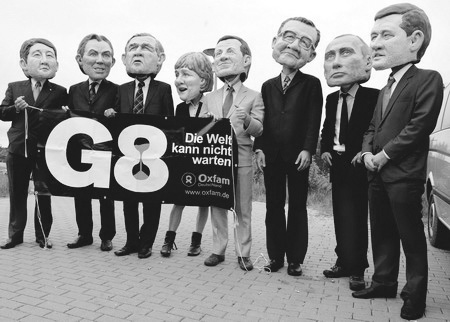 G8
Die Welt
kann nicht
warten.
Oxfam
Deutschland
www.oxfam.de